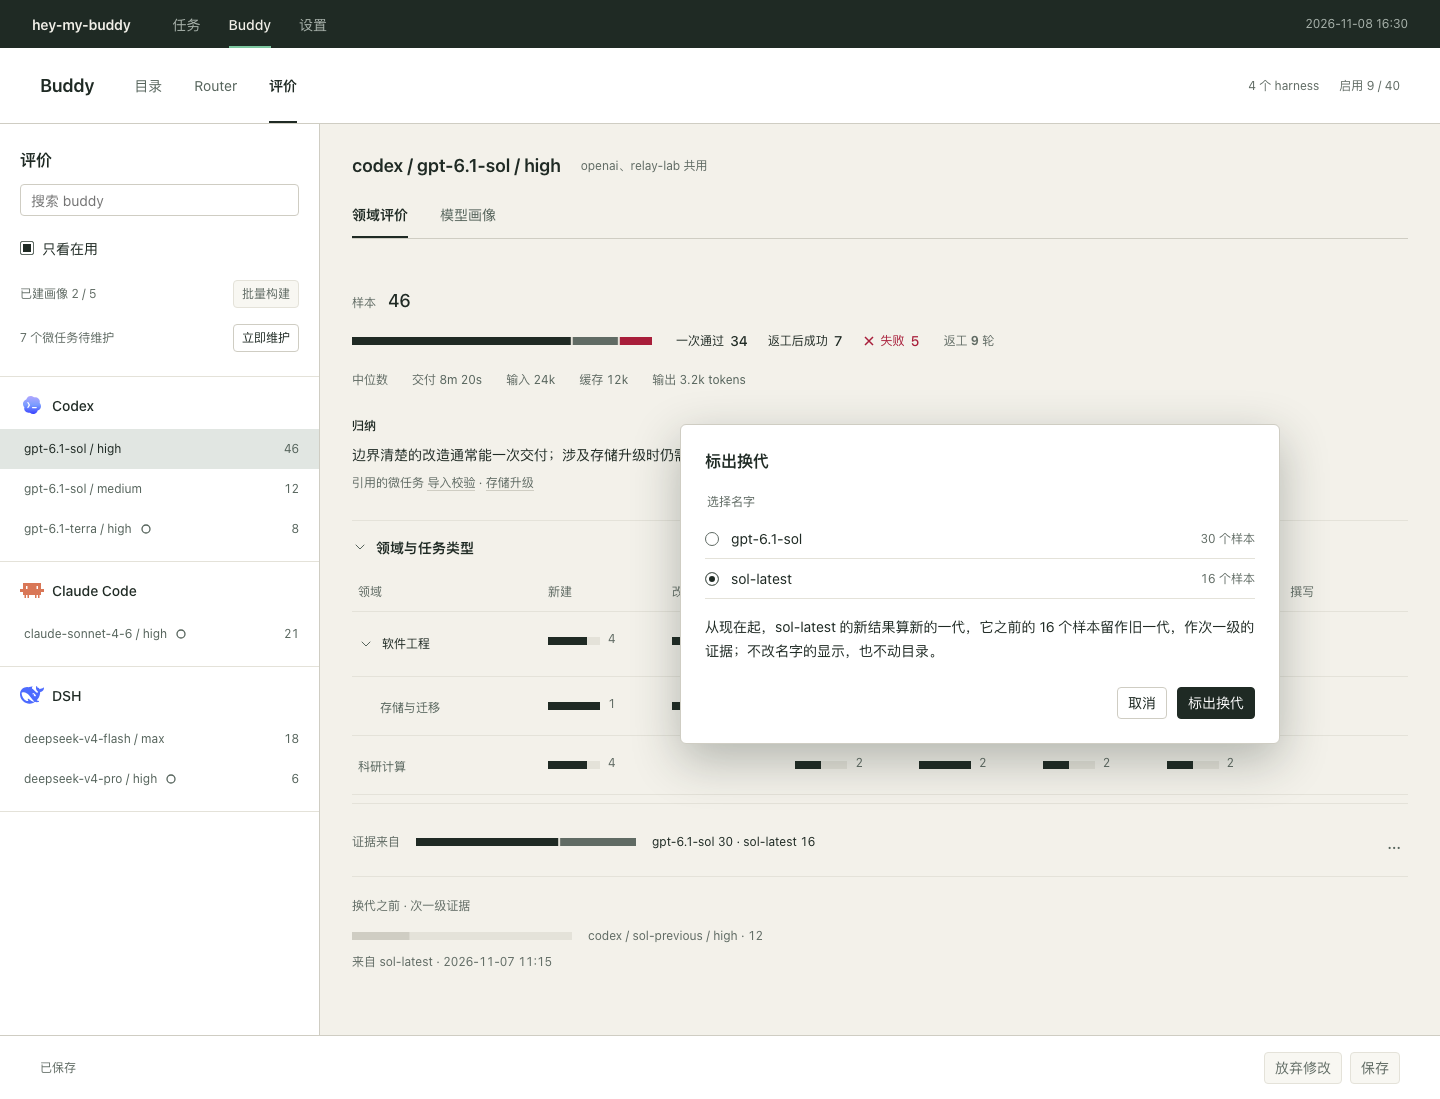 hey-my-buddy 任务 Buddy 设置 2026-11-08 16:30
Buddy 目录 Router 评价 4 个 harness 启用 9 / 40
评价
搜索 buddy
只看在用
已建画像 2 / 5 批量构建
7 个微任务待维护 立即维护
Codex
gpt-6.1-sol / high 46
gpt-6.1-sol / medium 12
gpt-6.1-terra / high 8
Claude Code
claude-sonnet-4-6 / high 21
DSH
deepseek-v4-flash / max 18
deepseek-v4-pro / high 6
codex / gpt-6.1-sol / high openai、relay-lab 共用
领域评价 模型画像
样本 46
一次通过 34 返工后成功 7 失败 5 返工 9 轮
中位数 交付 8m 20s 输入 24k 缓存 12k 输出 3.2k tokens
归纳
边界清楚的改造通常能一次交付；涉及存储升级时仍
引用的微任务 导入校验 · 存储升级
领域与任务类型
领域 新建 撰写
软件工程 4
存储与迁移 1
科研计算 4 2 2 2 2
证据来自 gpt-6.1-sol 30 · sol-latest 16 ...
换代之前 · 次一级证据
codex / sol-previous / high · 12
来自 sol-latest · 2026-11-07 11:15
标出换代
选择名字
gpt-6.1-sol 30 个样本
sol-latest 16 个样本
从现在起，sol-latest 的新结果算新的一代，它之前的 16 个样本留作旧一代，作次一级的
证据；不改名字的显示，也不动目录。
取消 标出换代
已保存 放弃修改 保存